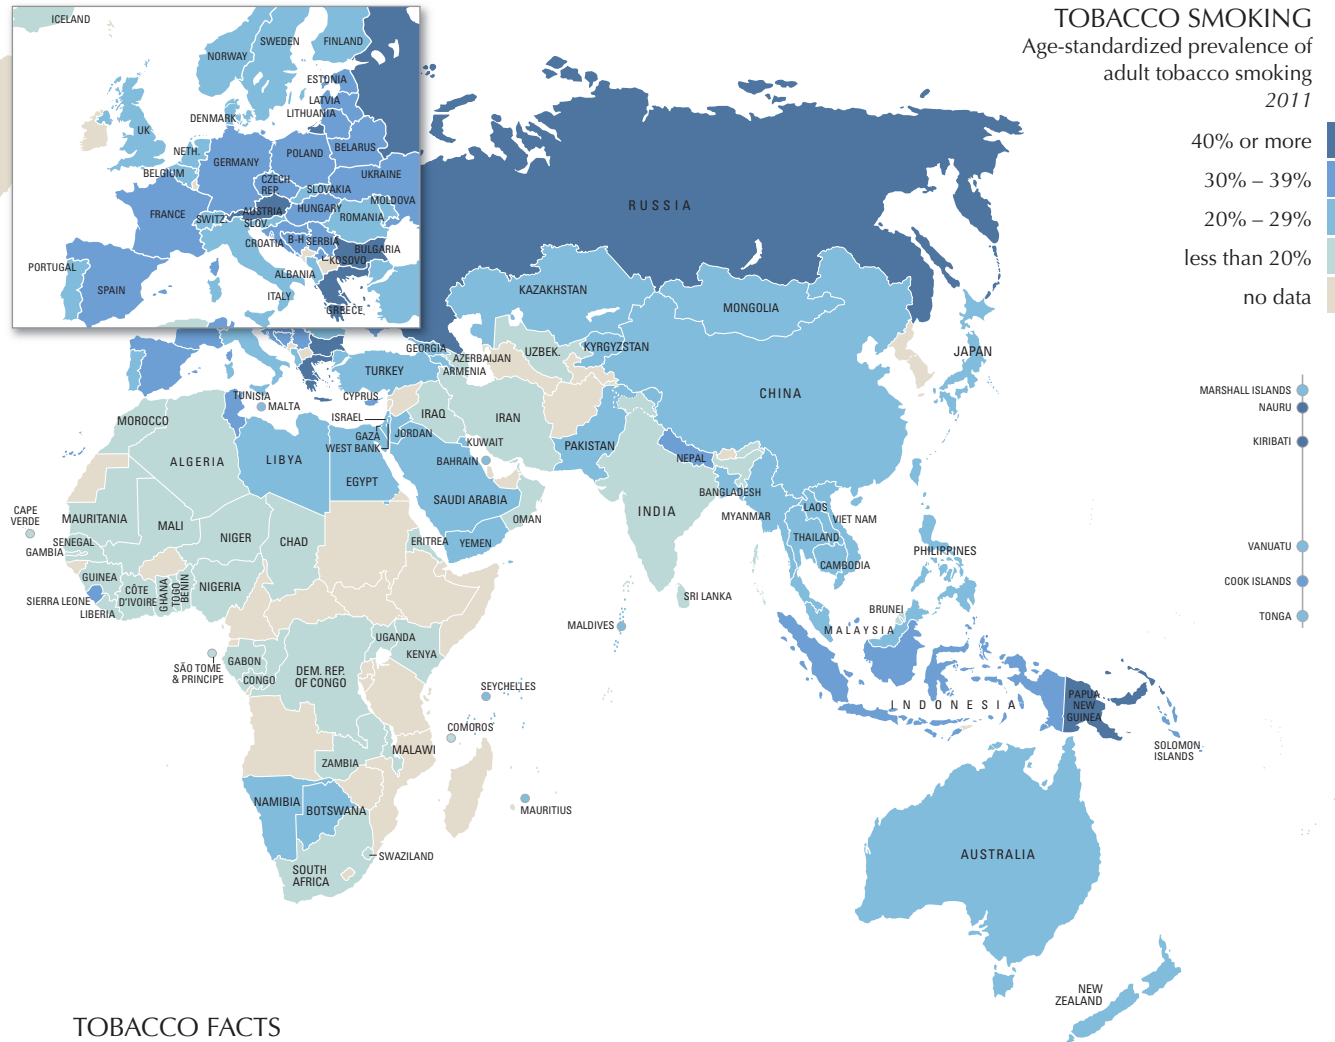 TOBACCO SMOKING
Age-standardized prevalence of
adult tobacco smoking
2011
40% or more
30% – 39%
20% – 29%
less than 20%
no data
ICELAND
NORWAY
SWEDEN
FINLAND
ESTONIA
LATVIA
LITHUANIA
DENMARK
UK
NETH.
BELGIUM
GERMANY
POLAND
BELARUS
UKRAINE
CZECH
REP.
SLOVAKIA
MOLDOVA
FRANCE
SWITZ.
AUSTRIA
HUNGARY
ROMANIA
SLOV.
CROATIA
B-H
SERBIA
BULGARIA
KOSOVO
PORTUGAL
SPAIN
ALBANIA
ITALY
GREECE
RUSSIA
KAZAKHSTAN
MONGOLIA
GEORGIA
AZERBAIJAN
ARMENIA
UZBEK.
KYRGYZSTAN
JAPAN
TURKEY
CHINA
TUNISIA
MALTA
CYPRUS
ISRAEL
GAZA
WEST BANK
JORDAN
IRAQ
IRAN
KUWAIT
BAHRAIN
PAKISTAN
NEPAL
MOROCCO
ALGERIA
LIBYA
EGYPT
SAUDI ARABIA
OMAN
YEMEN
BANGLADESH
MYANMAR
INDIA
LAOS
VIET NAM
THAILAND
CAMBODIA
PHILIPPINES
CAPE
VERDE
MAURITANIA
MALI
NIGER
CHAD
ERITREA
SENEGAL
GAMBIA
GUINEA
SIERRA LEONE
LIBERIA
CÔTE
D'IVOIRE
GHANA
TOGO
BENIN
NIGERIA
SRI LANKA
MALDIVES
BRUNEI
MALAYSIA
SÃO TOME
& PRINCIPE
GABON
CONGO
DEM. REP.
OF CONGO
UGANDA
KENYA
SEYCHELLES
COMOROS
INDONESIA
PAPUA
NEW
GUINEA
SOLOMON
ISLANDS
ZAMBIA
MALAWI
NAMIBIA
BOTSWANA
MAURITIUS
SOUTH
AFRICA
SWAZILAND
AUSTRALIA
NEW
ZEALAND
MARSHALL ISLANDS
NAURU
KIRIBATI
VANUATU
COOK ISLANDS
TONGA
TOBACCO FACTS